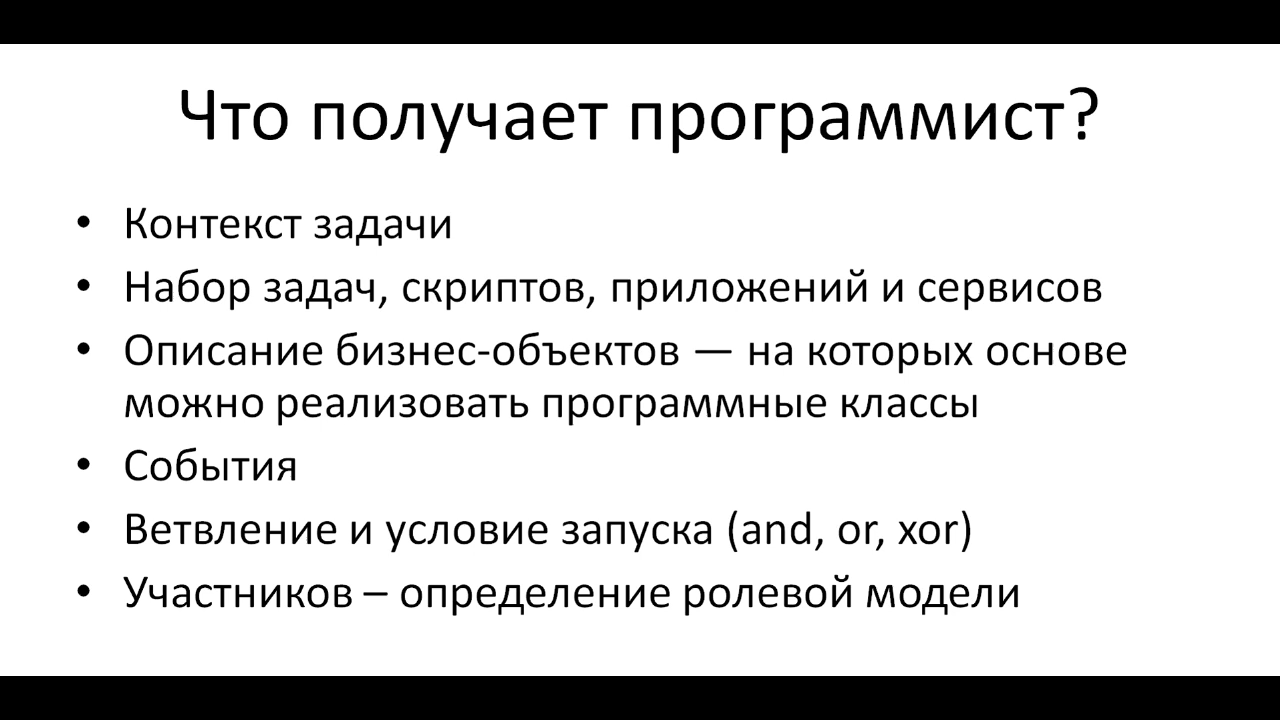 Что получает программист?
• Контекст задачи
• Набор задач, скриптов, приложений и сервисов
• Описание бизнес-объектов — на которых основе
можно реализовать программные классы
• События
• Ветвление и условие запуска (and, or, xor)
• Участников – определение ролевой модели